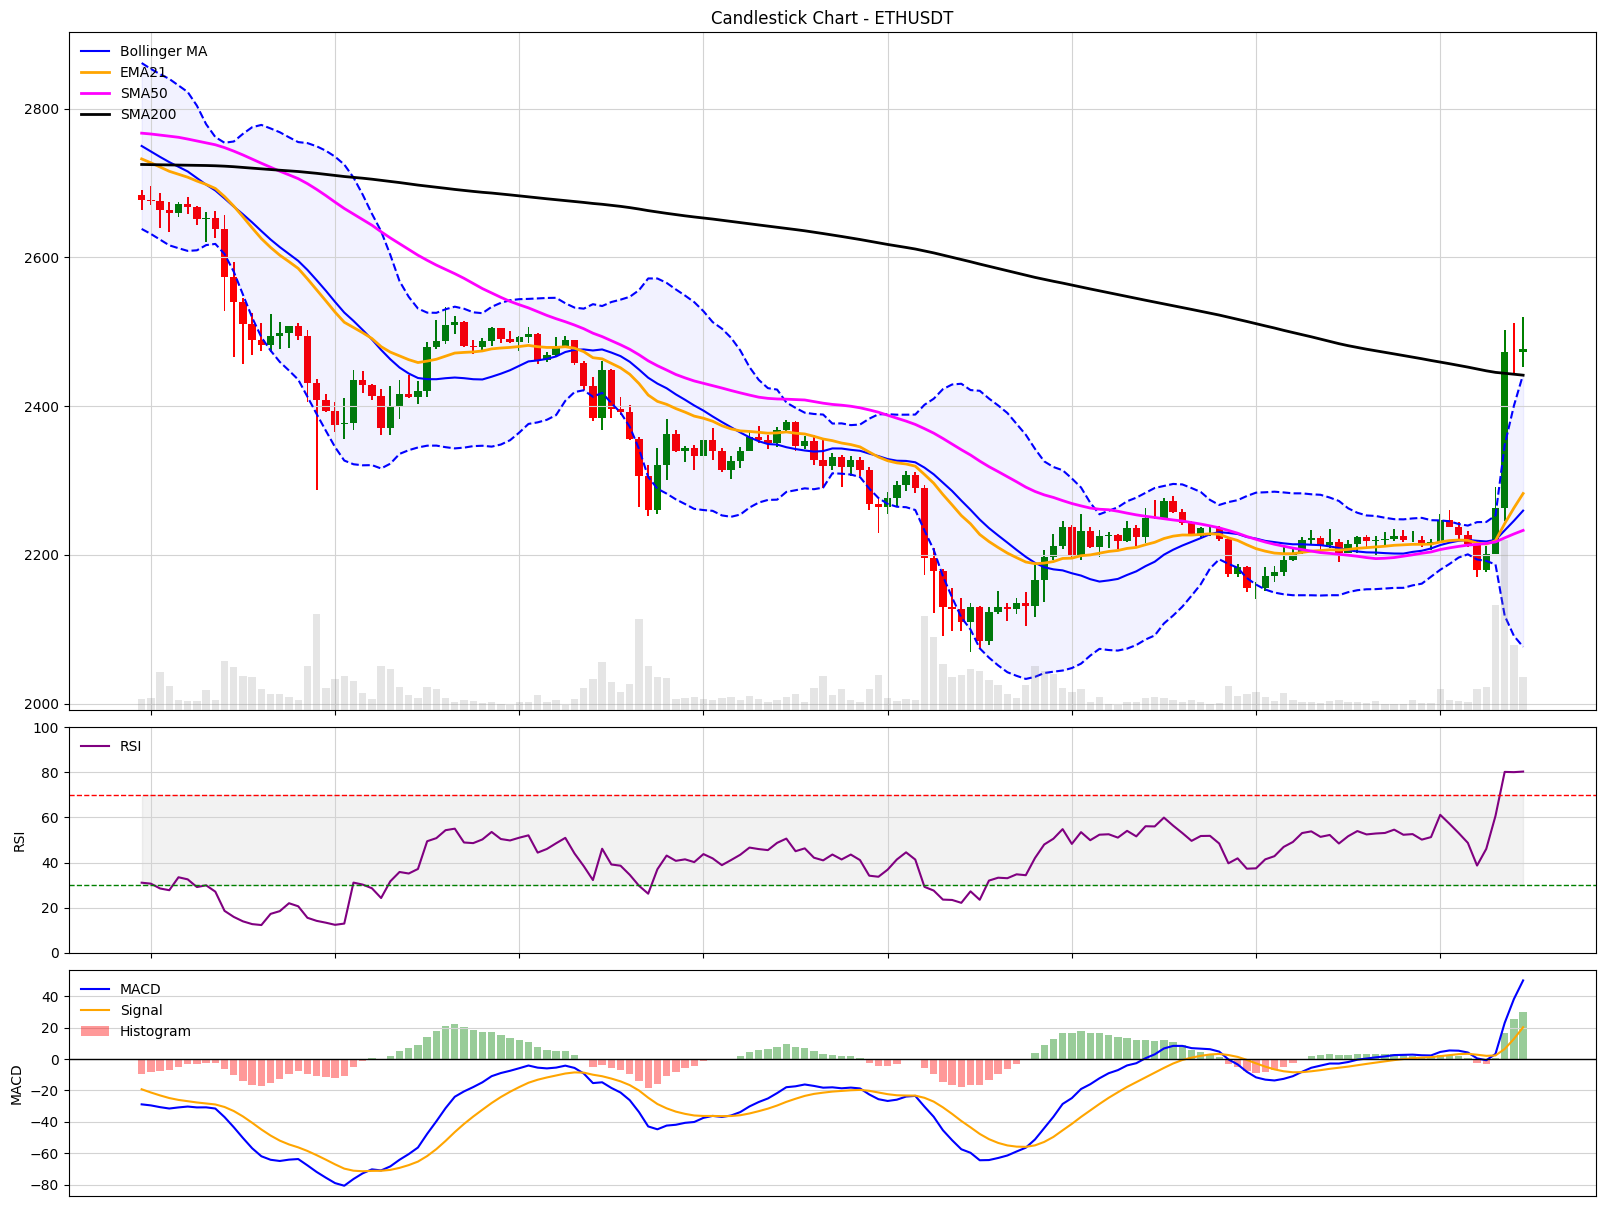 Candlestick Chart - ETHUSDT
Bollinger MA
EMA21
SMA50
SMA200
2800
2600
2400
2200
2000
100
80
60
40
20
0
RSI
RSI
40
20
0
−20
−40
−60
−80
MACD
MACD
Signal
Histogram